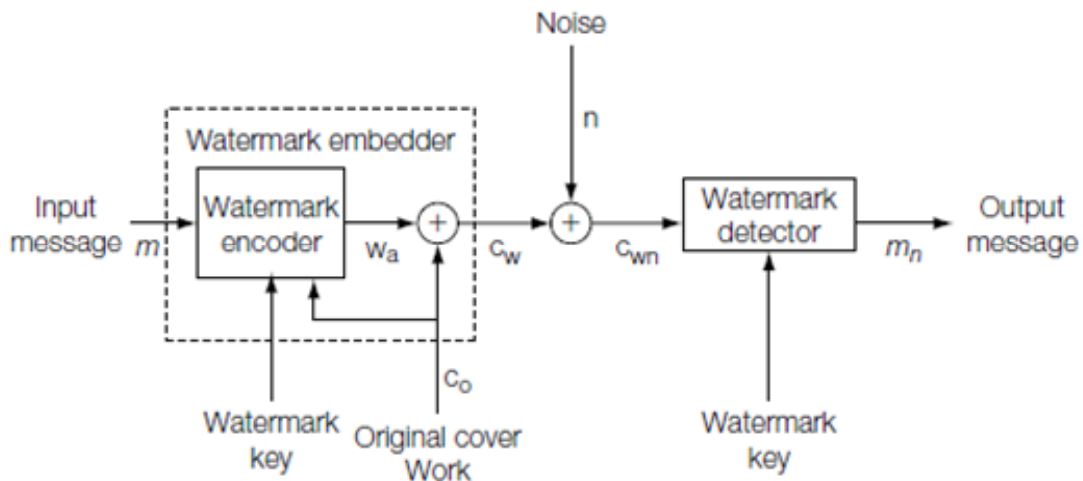 Noise
n
Watermark embedder
Input
message
m
Watermark
encoder
wa
+
cw
+
cwn
Watermark
detector
mn
Output
message
co
Watermark
key
Original cover
Work
Watermark
key